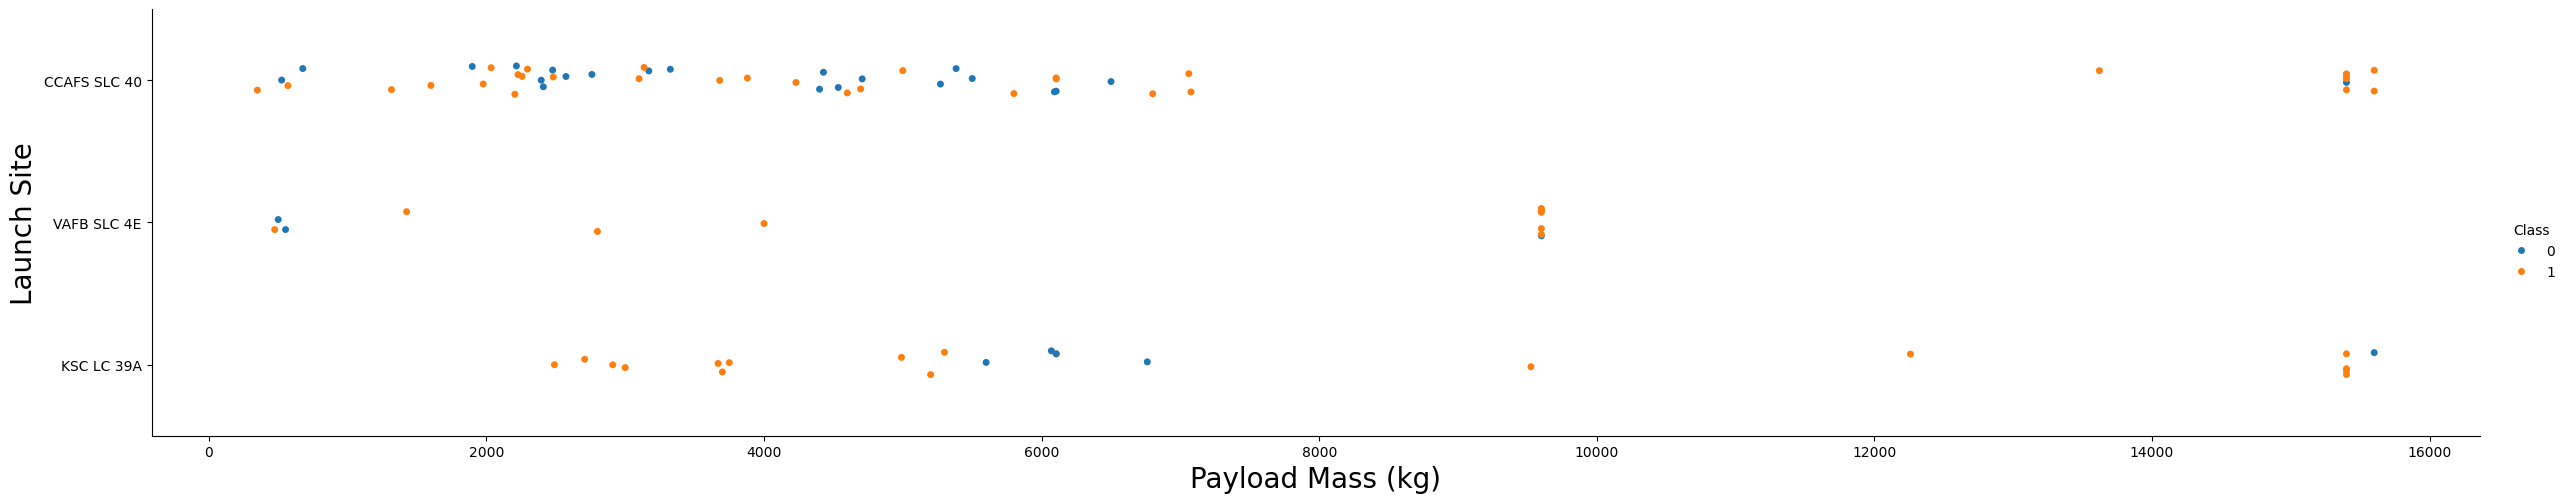 Launch Site
CCAFS SLC 40
VAFB SLC 4E
KSC LC 39A
0 2000 4000 6000 8000 10000 12000 14000 16000
Payload Mass (kg)
Class
0
1